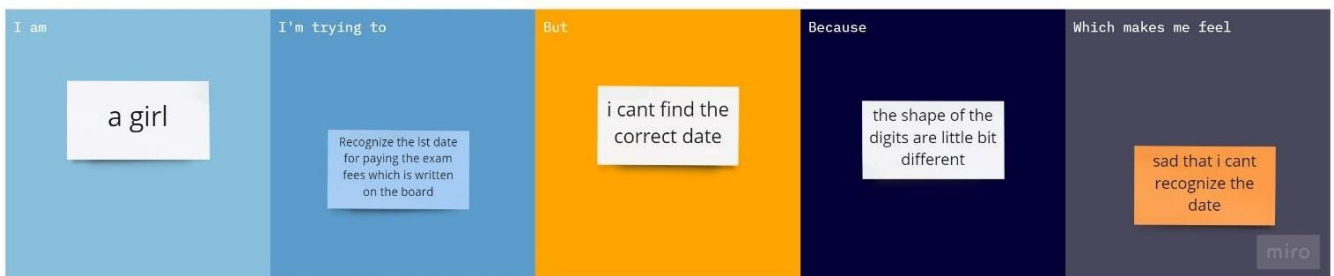 I am
a girl
I'm trying to
Recognize the lst date
for paying the exam
fees which is written
on the board
But
i cant find the
correct date
Because
the shape of the
digits are little bit
different
Which makes me feel
sad that i cant
recognize the
date
miro